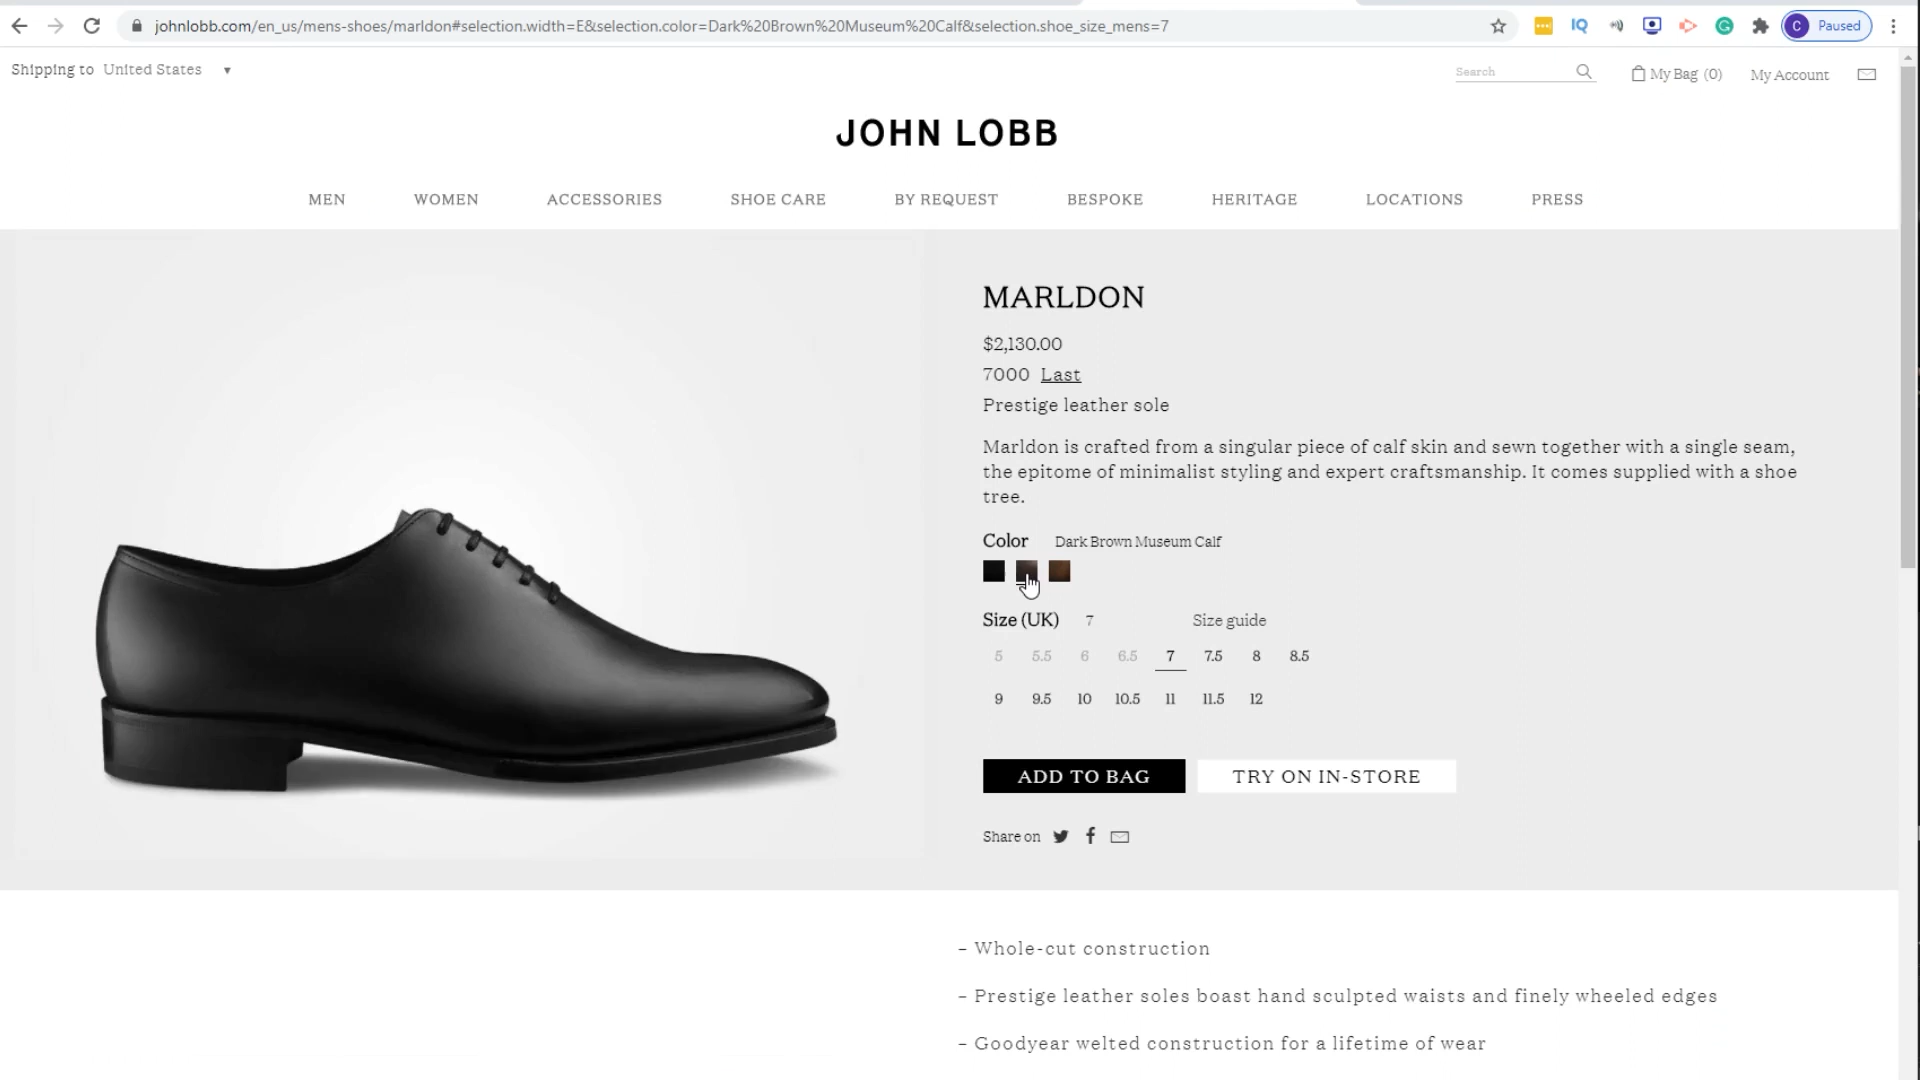 johnlobb.com/en_us/mens-shoes/marldon#selection.width=E&selection.color=Dark%20Brown%20Museum%20Calf&selection.shoe_size_mens=7
IQ
G
C Paused
Shipping to United States
Search
My Bag (0)
My Account
JOHN LOBB
MEN WOMEN ACCESSORIES SHOE CARE BY REQUEST BESPOKE HERITAGE LOCATIONS PRESS
MARLDON
$2,130.00
7000 Last
Prestige leather sole
Marldon is crafted from a singular piece of calf skin and sewn together with a single seam,
the epitome of minimalist styling and expert craftsmanship. It comes supplied with a shoe
tree.
Color Dark Brown Museum Calf
Size (UK) 7 Size guide
5 5.5 6 6.5 7 7.5 8 8.5
9 9.5 10 10.5 11 11.5 12
ADD TO BAG TRY ON IN-STORE
Share on
– Whole-cut construction
– Prestige leather soles boast hand sculpted waists and finely wheeled edges
– Goodyear welted construction for a lifetime of wear